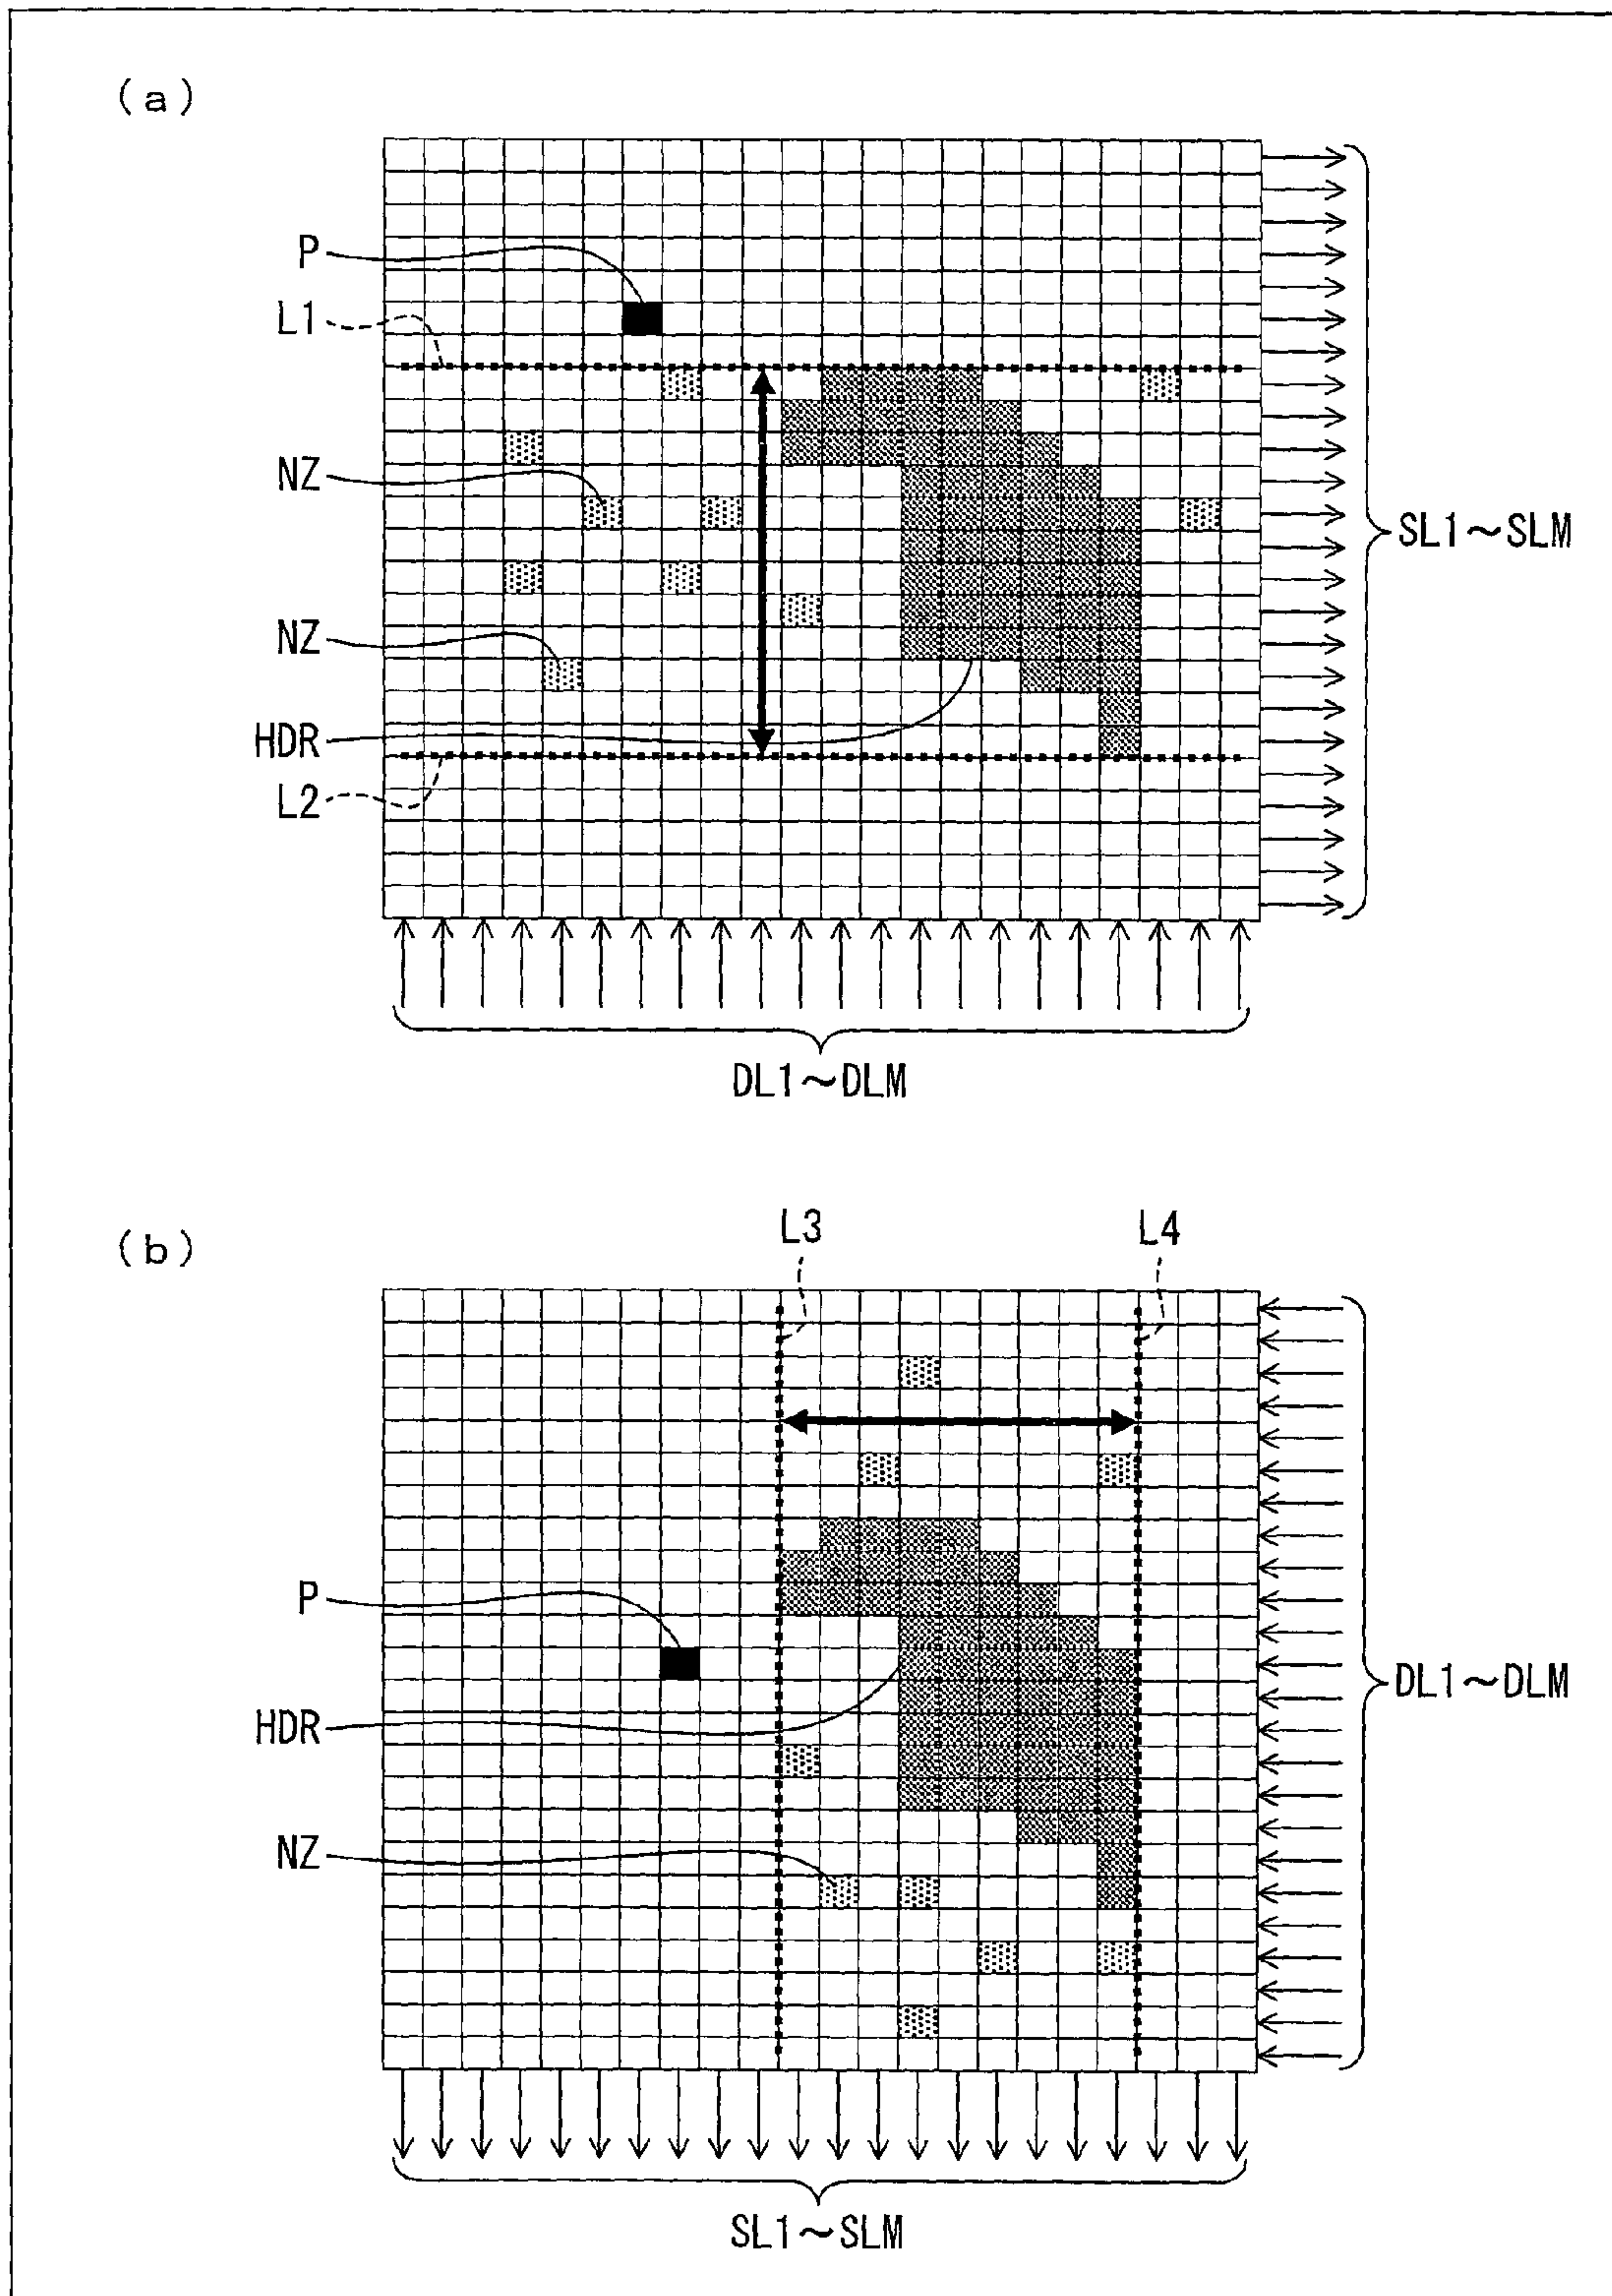 (a)
P
L1
NZ
NZ
HDR
L2
SL1~SLM
DL1~DLM
(b)
L3
L4
P
HDR
NZ
DL1~DLM
SL1~SLM